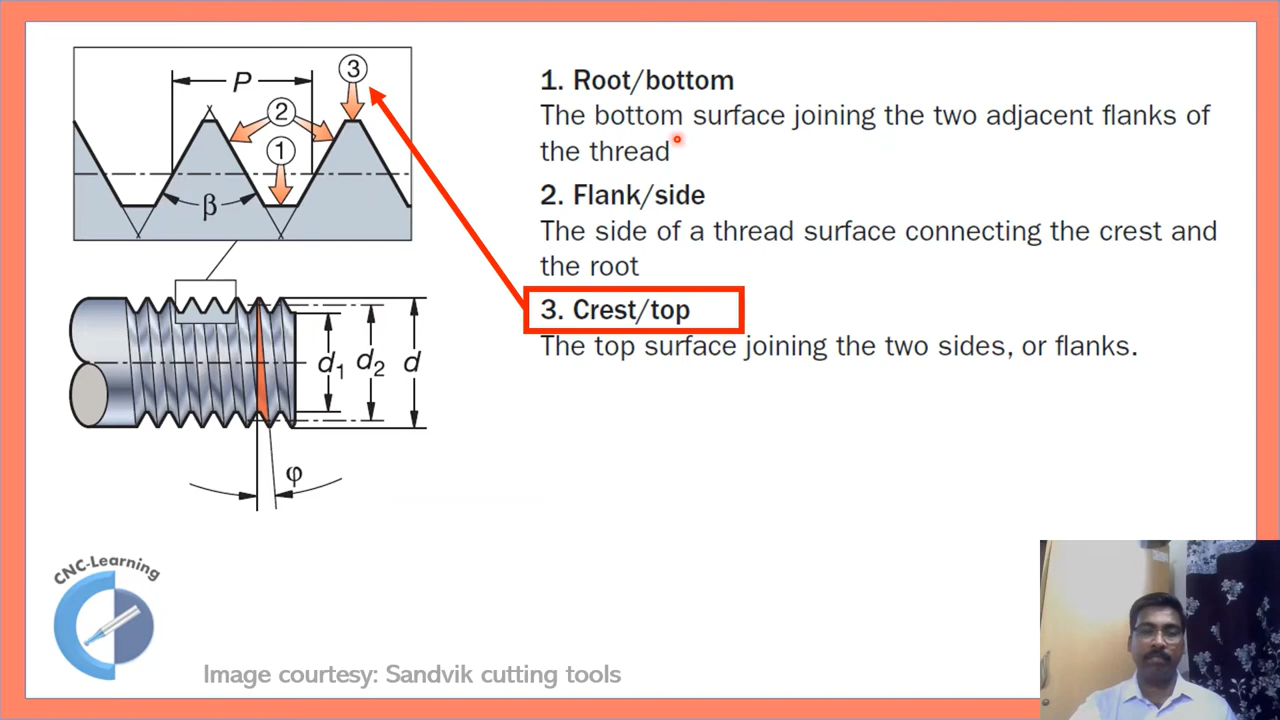 P
3
2
1
β
1. Root/bottom
The bottom surface joining the two adjacent flanks of
the thread
2. Flank/side
The side of a thread surface connecting the crest and
the root
3. Crest/top
The top surface joining the two sides, or flanks.
d₁ d₂ d
φ
CNC-Learning
Image courtesy: Sandvik cutting tools